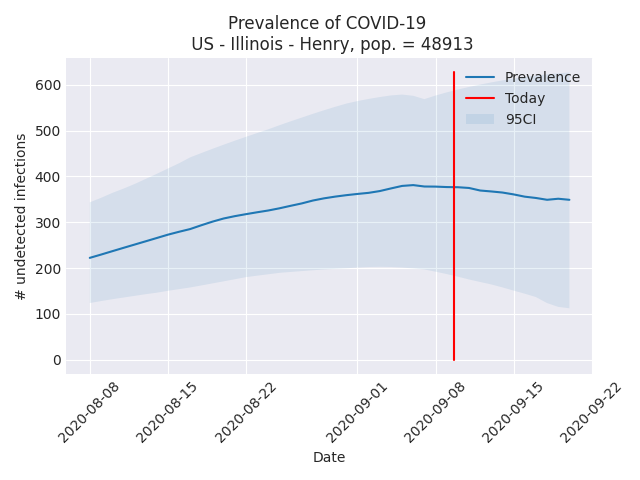 Prevalence of COVID-19
US - Illinois - Henry, pop. = 48913
Prevalence
Today
95CI
# undetected infections
600
500
400
300
200
100
0
2020-08-08
2020-08-15
2020-08-22
2020-09-01
2020-09-08
2020-09-15
2020-09-22
Date